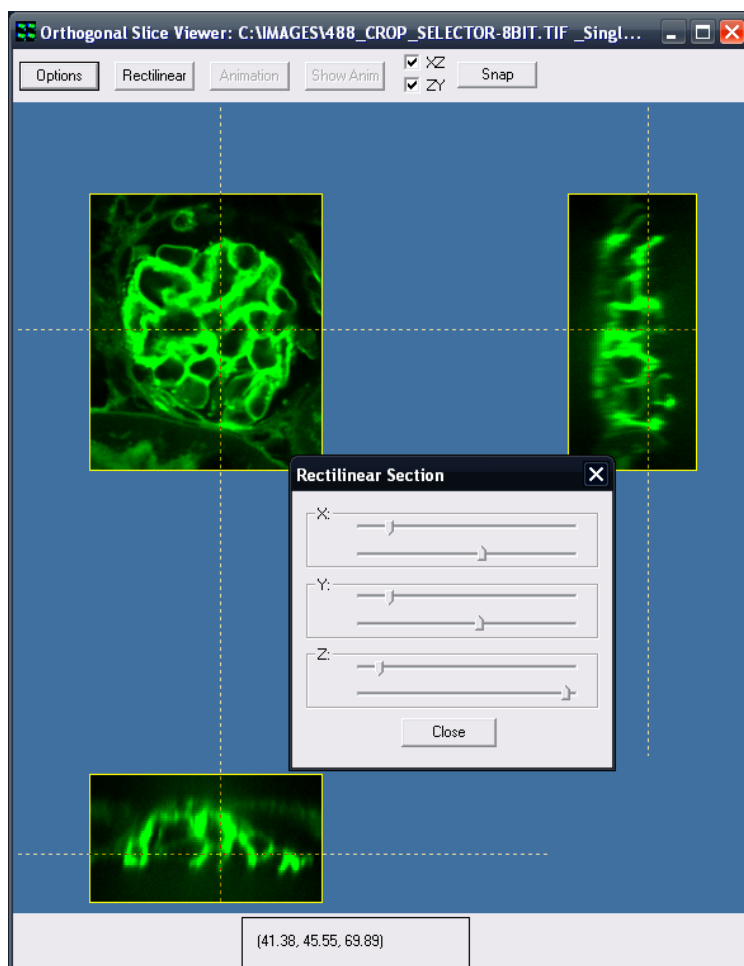 Orthogonal Slice Viewer: C:\IMAGES\488_CROP_SELECTOR-8BIT.TIF _Singl...
Options Rectilinear Animation Show Anim XZ Snap
ZY
Rectilinear Section
X:
Y:
Z:
Close
(41.38, 45.55, 69.89)